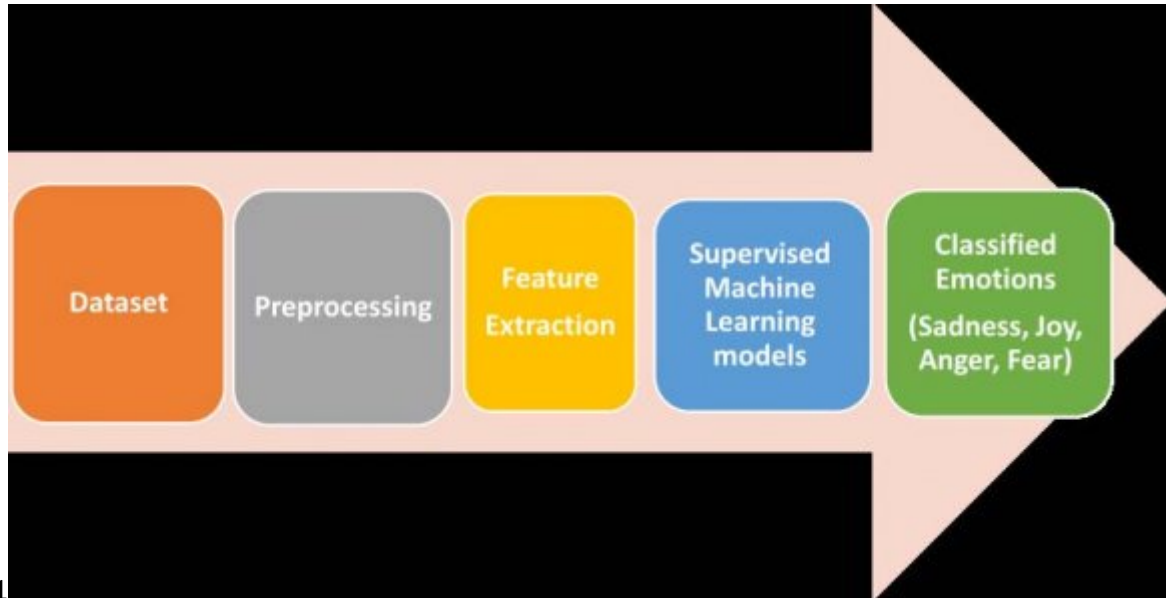 Dataset
Preprocessing
Feature
Extraction
Supervised
Machine
Learning
models
Classified
Emotions
(Sadness, Joy,
Anger, Fear)